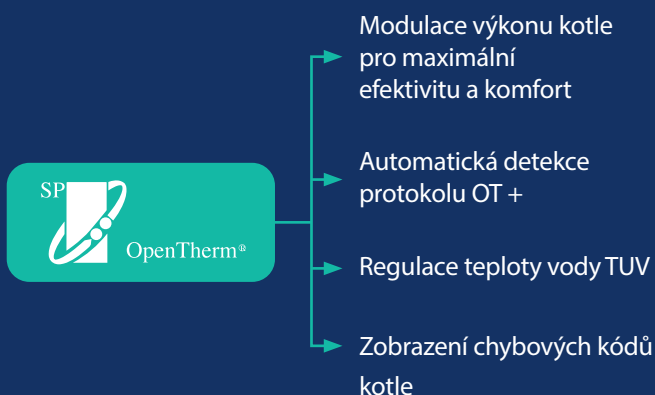 Modulace výkonu kotle
pro maximální
efektivitu a komfort
Automatická detekce
protokolu OT +
SP
OpenTherm®
Regulace teploty vody TUV
Zobrazení chybových kódů
kotle